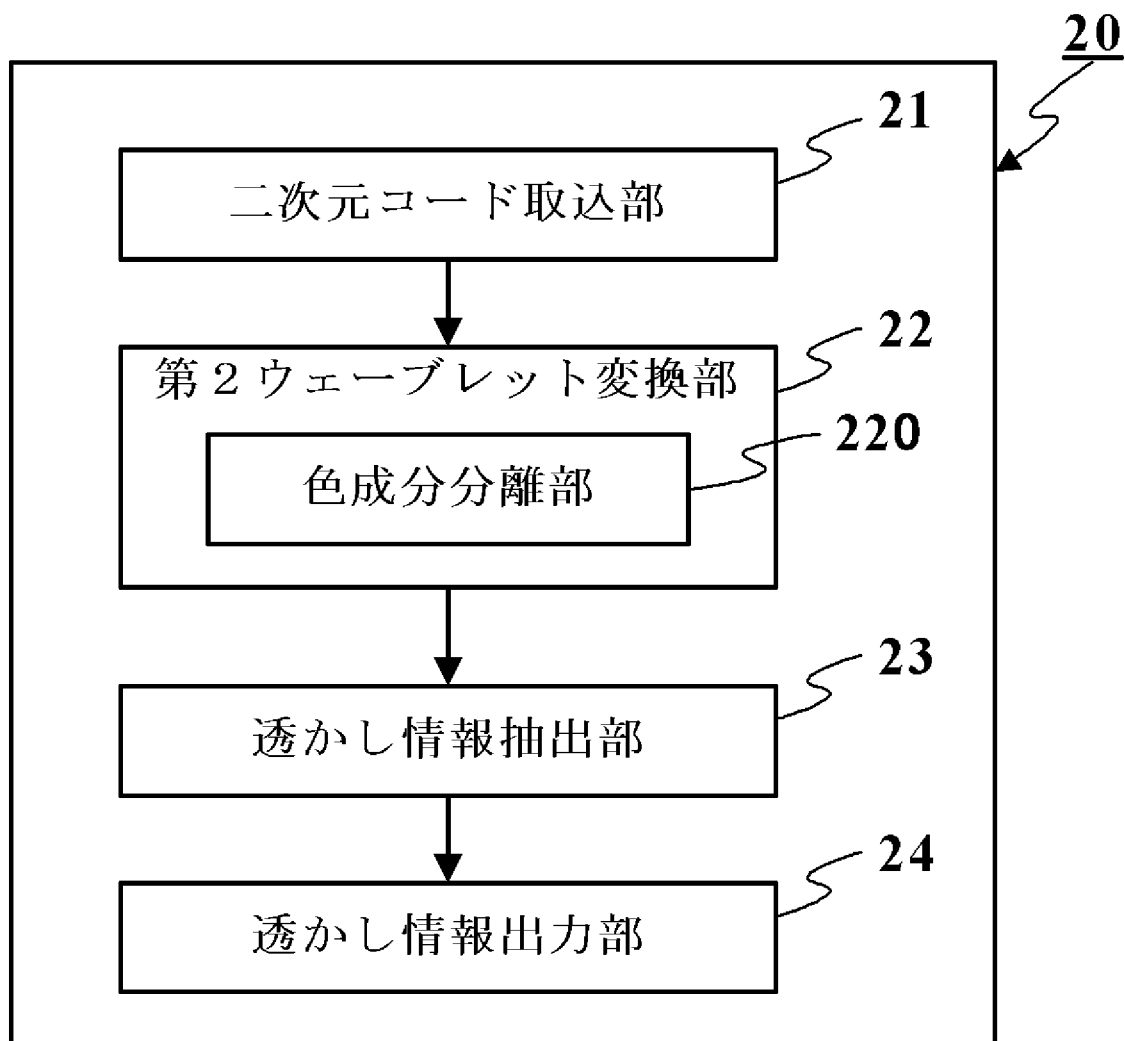 20
21
二次元コード取込部
22
第２ウェーブレット変換部
220
色成分分離部
23
透かし情報抽出部
24
透かし情報出力部